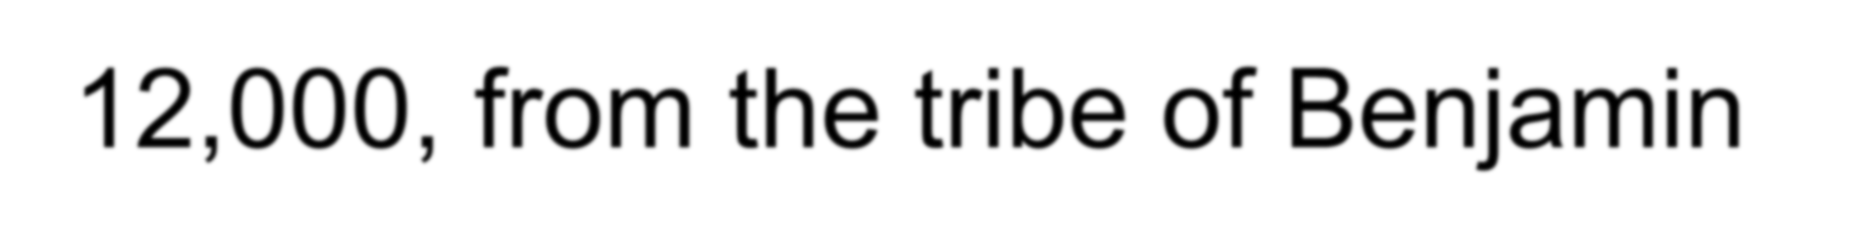 12,000, from the tribe of Benjamin